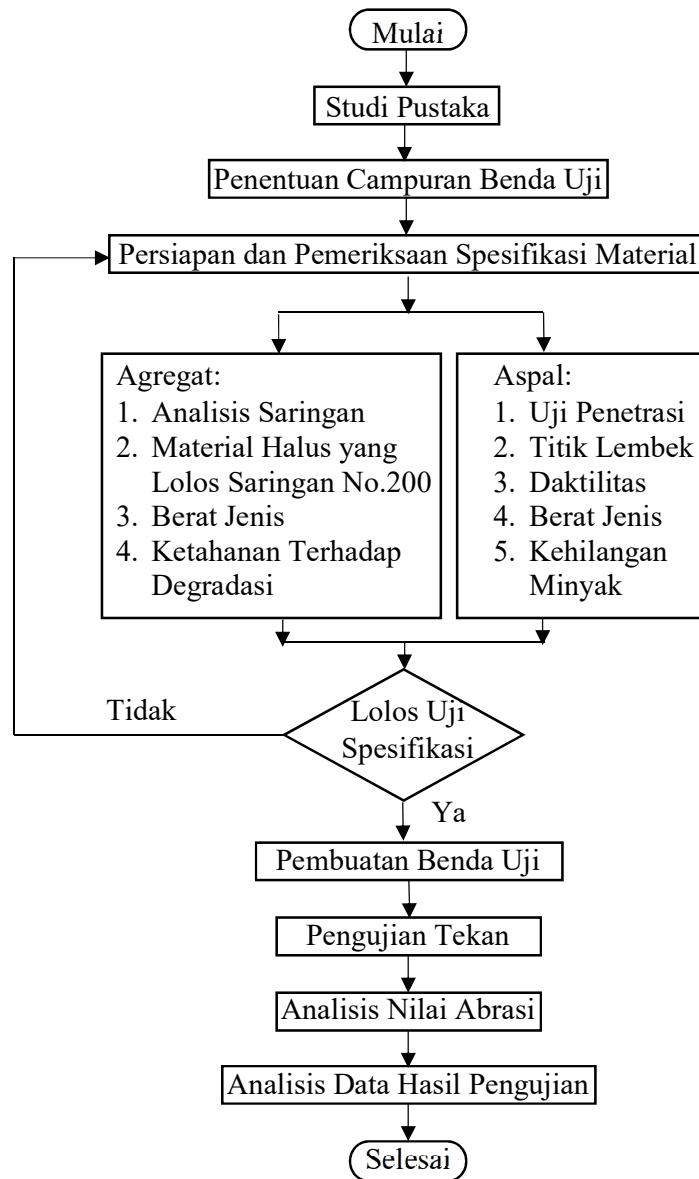 Mulai
Studi Pustaka
Penentuan Campuran Benda Uji
Persiapan dan Pemeriksaan Spesifikasi Material
Agregat:
1. Analisis Saringan
2. Material Halus yang
Lolos Saringan No.200
3. Berat Jenis
4. Ketahanan Terhadap
Degradasi
Aspal:
1. Uji Penetrasi
2. Titik Lembek
3. Daktilitas
4. Berat Jenis
5. Kehilangan
Minyak
Tidak
Lolos Uji
Spesifikasi
Ya
Pembuatan Benda Uji
Pengujian Tekan
Analisis Nilai Abrasi
Analisis Data Hasil Pengujian
Selesai